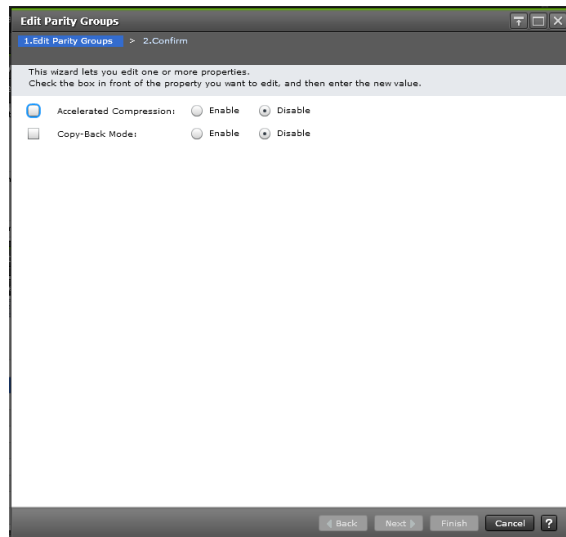 Edit Parity Groups
1.Edit Parity Groups > 2.Confirm
This wizard lets you edit one or more properties.
Check the box in front of the property you want to edit, and then enter the new value.
Accelerated Compression: Enable Disable
Copy-Back Mode: Enable Disable
Back Next Finish Cancel ?